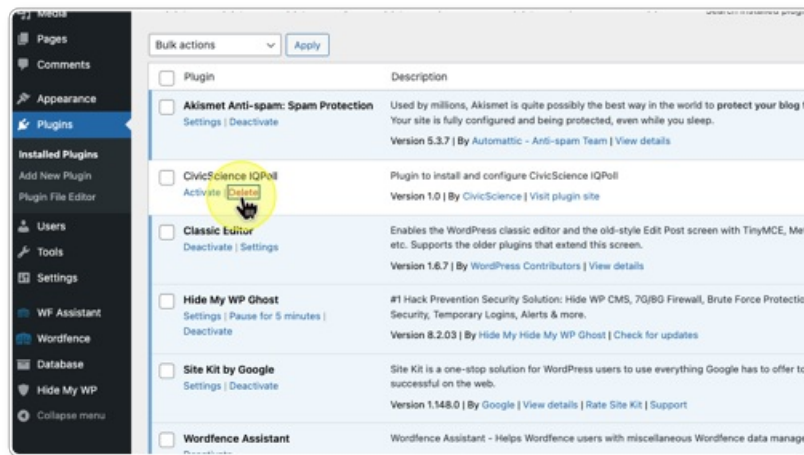 Media
Pages
Comments
Appearance
Plugins
Installed Plugins
Add New Plugin
Plugin File Editor
Users
Tools
Settings
WF Assistant
Wordfence
Database
Hide My WP
Collapse menu
Bulk actions
Apply
Plugin Description
Akismet Anti-spam: Spam Protection
Settings | Deactivate
Used by millions, Akismet is quite possibly the best way in the world to protect your blog
Your site is fully configured and being protected, even while you sleep.
Version 5.3.7 | By Automattic - Anti-spam Team | View details
CivicScience IQPoll
Activate | Delete
Plugin to install and configure CivicScience IQPoll
Version 1.0 | By CivicScience | Visit plugin site
Classic Editor
Deactivate | Settings
Enables the WordPress classic editor and the old-style Edit Post screen with TinyMCE, Me
etc. Supports the older plugins that extend this screen.
Version 1.6.7 | By WordPress Contributors | View details
Hide My WP Ghost
Settings | Pause for 5 minutes |
Deactivate
#1 Hack Prevention Security Solution: Hide WP CMS, 7G/8G Firewall, Brute Force Protectio
Security, Temporary Logins, Alerts & more.
Version 8.2.03 | By Hide My Hide My WP Ghost | Check for updates
Site Kit by Google
Settings | Deactivate
Site Kit is a one-stop solution for WordPress users to use everything Google has to offer to
successful on the web.
Version 1.148.0 | By Google | View details | Rate Site Kit | Support
Wordfence Assistant
Wordfence Assistant - Helps Wordfence users with miscellaneous Wordfence data manage